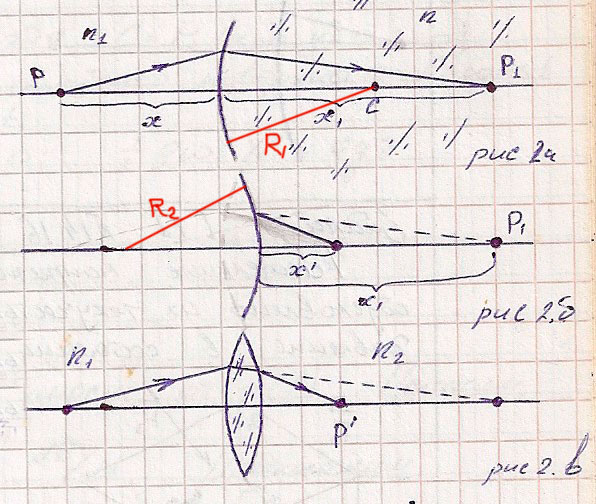 n₁ n
P P₁
x x₁ C
R₁
рис 2а
R₂
P₁
x' x₁
рис 2,б
n₁ n₂
P'
рис 2.в